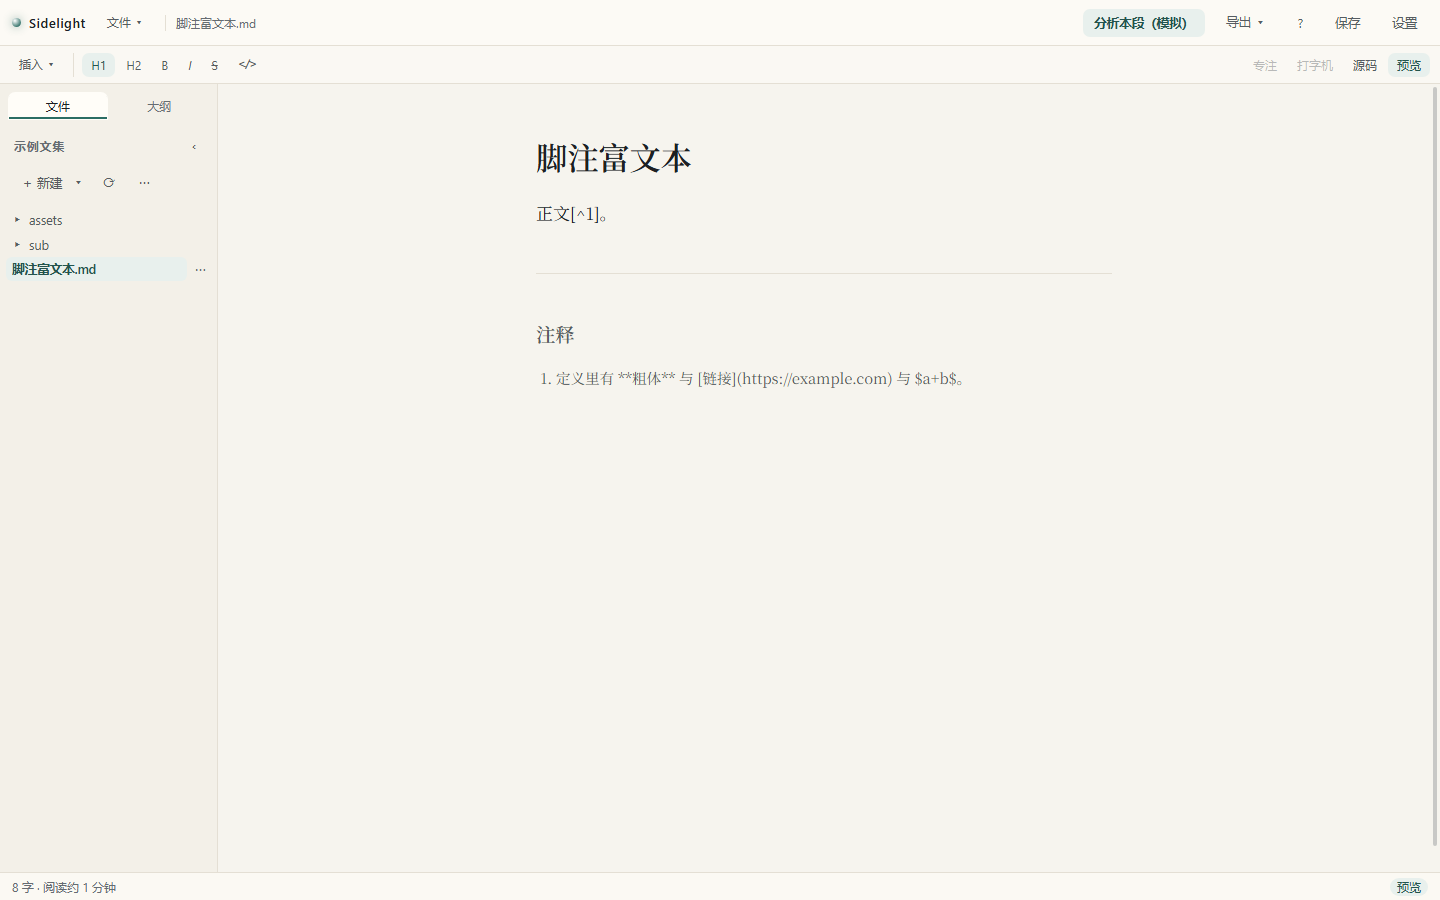 Sidelight 文件 ▾ 脚注富文本.md 分析本段（模拟） 导出 ▾ ? 保存 设置
插入 ▾ H1 H2 B I S </> 专注 打字机 源码 预览
文件 大纲
示例文集 ‹
+ 新建 ▾ ⟳ ···
▸ assets
▸ sub
脚注富文本.md ···
脚注富文本
正文[^1]。
注释
1. 定义里有 **粗体** 与 [链接](https://example.com) 与 $a+b$。
8 字 · 阅读约 1 分钟 预览